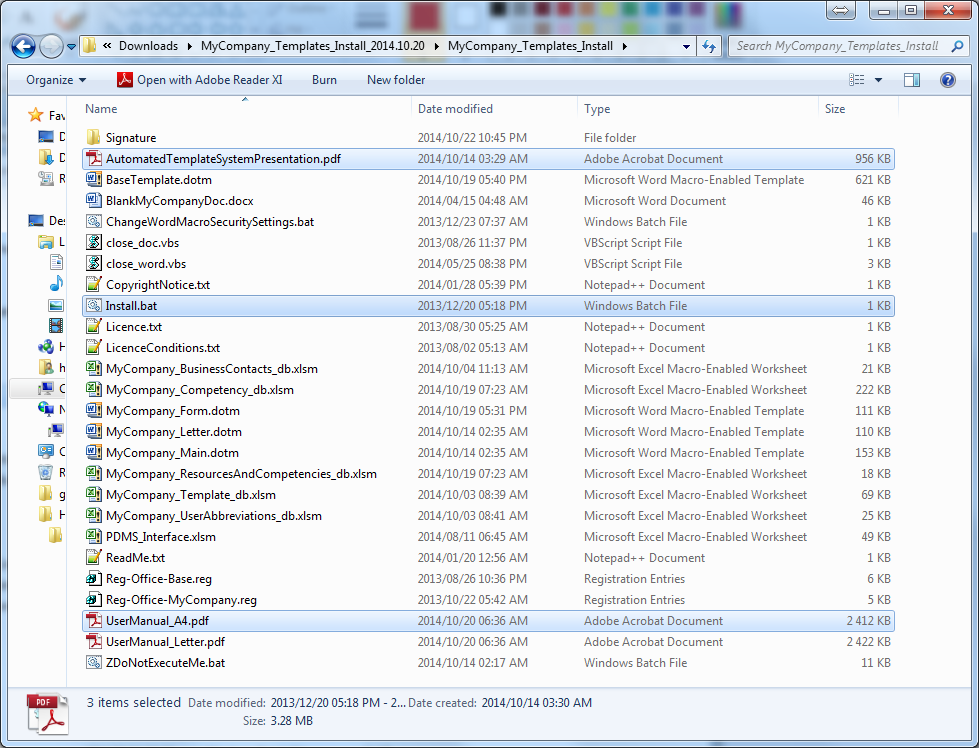 « Downloads ▸ MyCompany_Templates_Install_2014.10.20 ▸ MyCompany_Templates_Install ▸ Search MyCompany_Templates_Install
Organize Open with Adobe Reader XI Burn New folder
Name Date modified Type Size
Signature 2014/10/22 10:45 PM File folder
AutomatedTemplateSystemPresentation.pdf 2014/10/14 03:29 AM Adobe Acrobat Document 956 KB
BaseTemplate.dotm 2014/10/19 05:40 PM Microsoft Word Macro-Enabled Template 621 KB
BlankMyCompanyDoc.docx 2014/04/15 04:48 AM Microsoft Word Document 46 KB
ChangeWordMacroSecuritySettings.bat 2013/12/23 07:37 AM Windows Batch File 1 KB
close_doc.vbs 2013/08/26 11:37 PM VBScript Script File 1 KB
close_word.vbs 2014/05/25 08:38 PM VBScript Script File 3 KB
CopyrightNotice.txt 2014/01/28 05:39 PM Notepad++ Document 1 KB
Install.bat 2013/12/20 05:18 PM Windows Batch File 1 KB
Licence.txt 2013/08/30 05:25 AM Notepad++ Document 1 KB
LicenceConditions.txt 2013/08/02 05:13 AM Notepad++ Document 1 KB
MyCompany_BusinessContacts_db.xlsm 2014/10/04 11:13 AM Microsoft Excel Macro-Enabled Worksheet 21 KB
MyCompany_Competency_db.xlsm 2014/10/19 07:23 AM Microsoft Excel Macro-Enabled Worksheet 222 KB
MyCompany_Form.dotm 2014/10/19 05:31 PM Microsoft Word Macro-Enabled Template 111 KB
MyCompany_Letter.dotm 2014/10/14 02:35 AM Microsoft Word Macro-Enabled Template 110 KB
MyCompany_Main.dotm 2014/10/14 02:35 AM Microsoft Word Macro-Enabled Template 153 KB
MyCompany_ResourcesAndCompetencies_db.xlsm 2014/10/19 07:23 AM Microsoft Excel Macro-Enabled Worksheet 18 KB
MyCompany_Template_db.xlsm 2014/10/03 08:39 AM Microsoft Excel Macro-Enabled Worksheet 69 KB
MyCompany_UserAbbreviations_db.xlsm 2014/10/03 08:41 AM Microsoft Excel Macro-Enabled Worksheet 25 KB
PDMS_Interface.xlsm 2014/08/11 06:45 AM Microsoft Excel Macro-Enabled Worksheet 49 KB
ReadMe.txt 2014/01/20 12:56 AM Notepad++ Document 1 KB
Reg-Office-Base.reg 2013/08/26 10:36 PM Registration Entries 6 KB
Reg-Office-MyCompany.reg 2013/10/22 05:42 AM Registration Entries 5 KB
UserManual_A4.pdf 2014/10/20 06:36 AM Adobe Acrobat Document 2 412 KB
UserManual_Letter.pdf 2014/10/20 06:36 AM Adobe Acrobat Document 2 422 KB
ZDoNotExecuteMe.bat 2014/10/14 02:17 AM Windows Batch File 11 KB
PDF 3 items selected Date modified: 2013/12/20 05:18 PM - 2... Date created: 2014/10/14 03:30 AM
Size: 3.28 MB